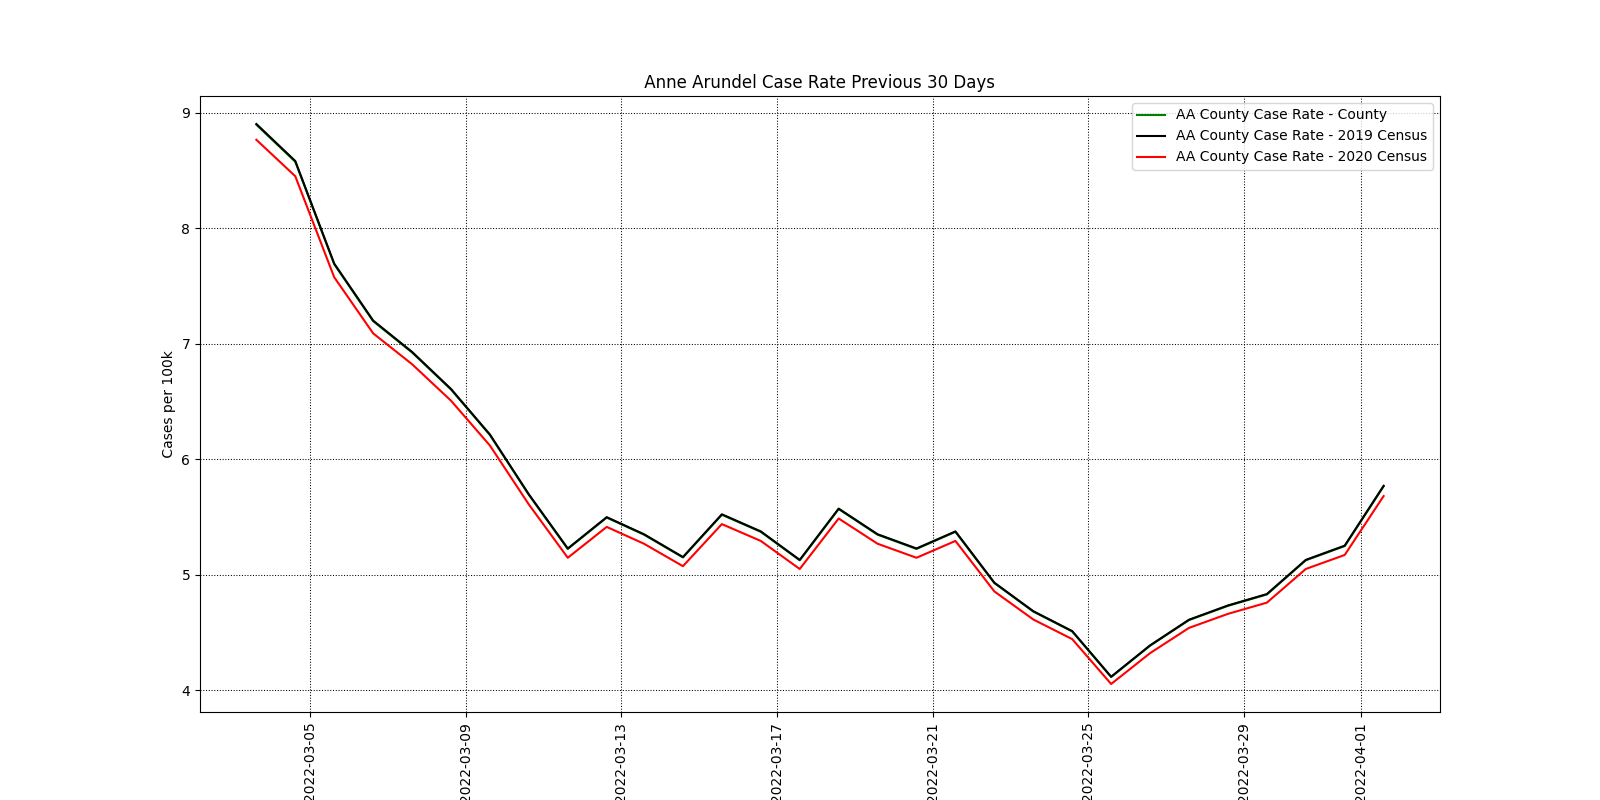 Anne Arundel Case Rate Previous 30 Days
AA County Case Rate - County
AA County Case Rate - 2019 Census
AA County Case Rate - 2020 Census
Cases per 100k
9
8
7
6
5
4
2022-03-05
2022-03-09
2022-03-13
2022-03-17
2022-03-21
2022-03-25
2022-03-29
2022-04-01